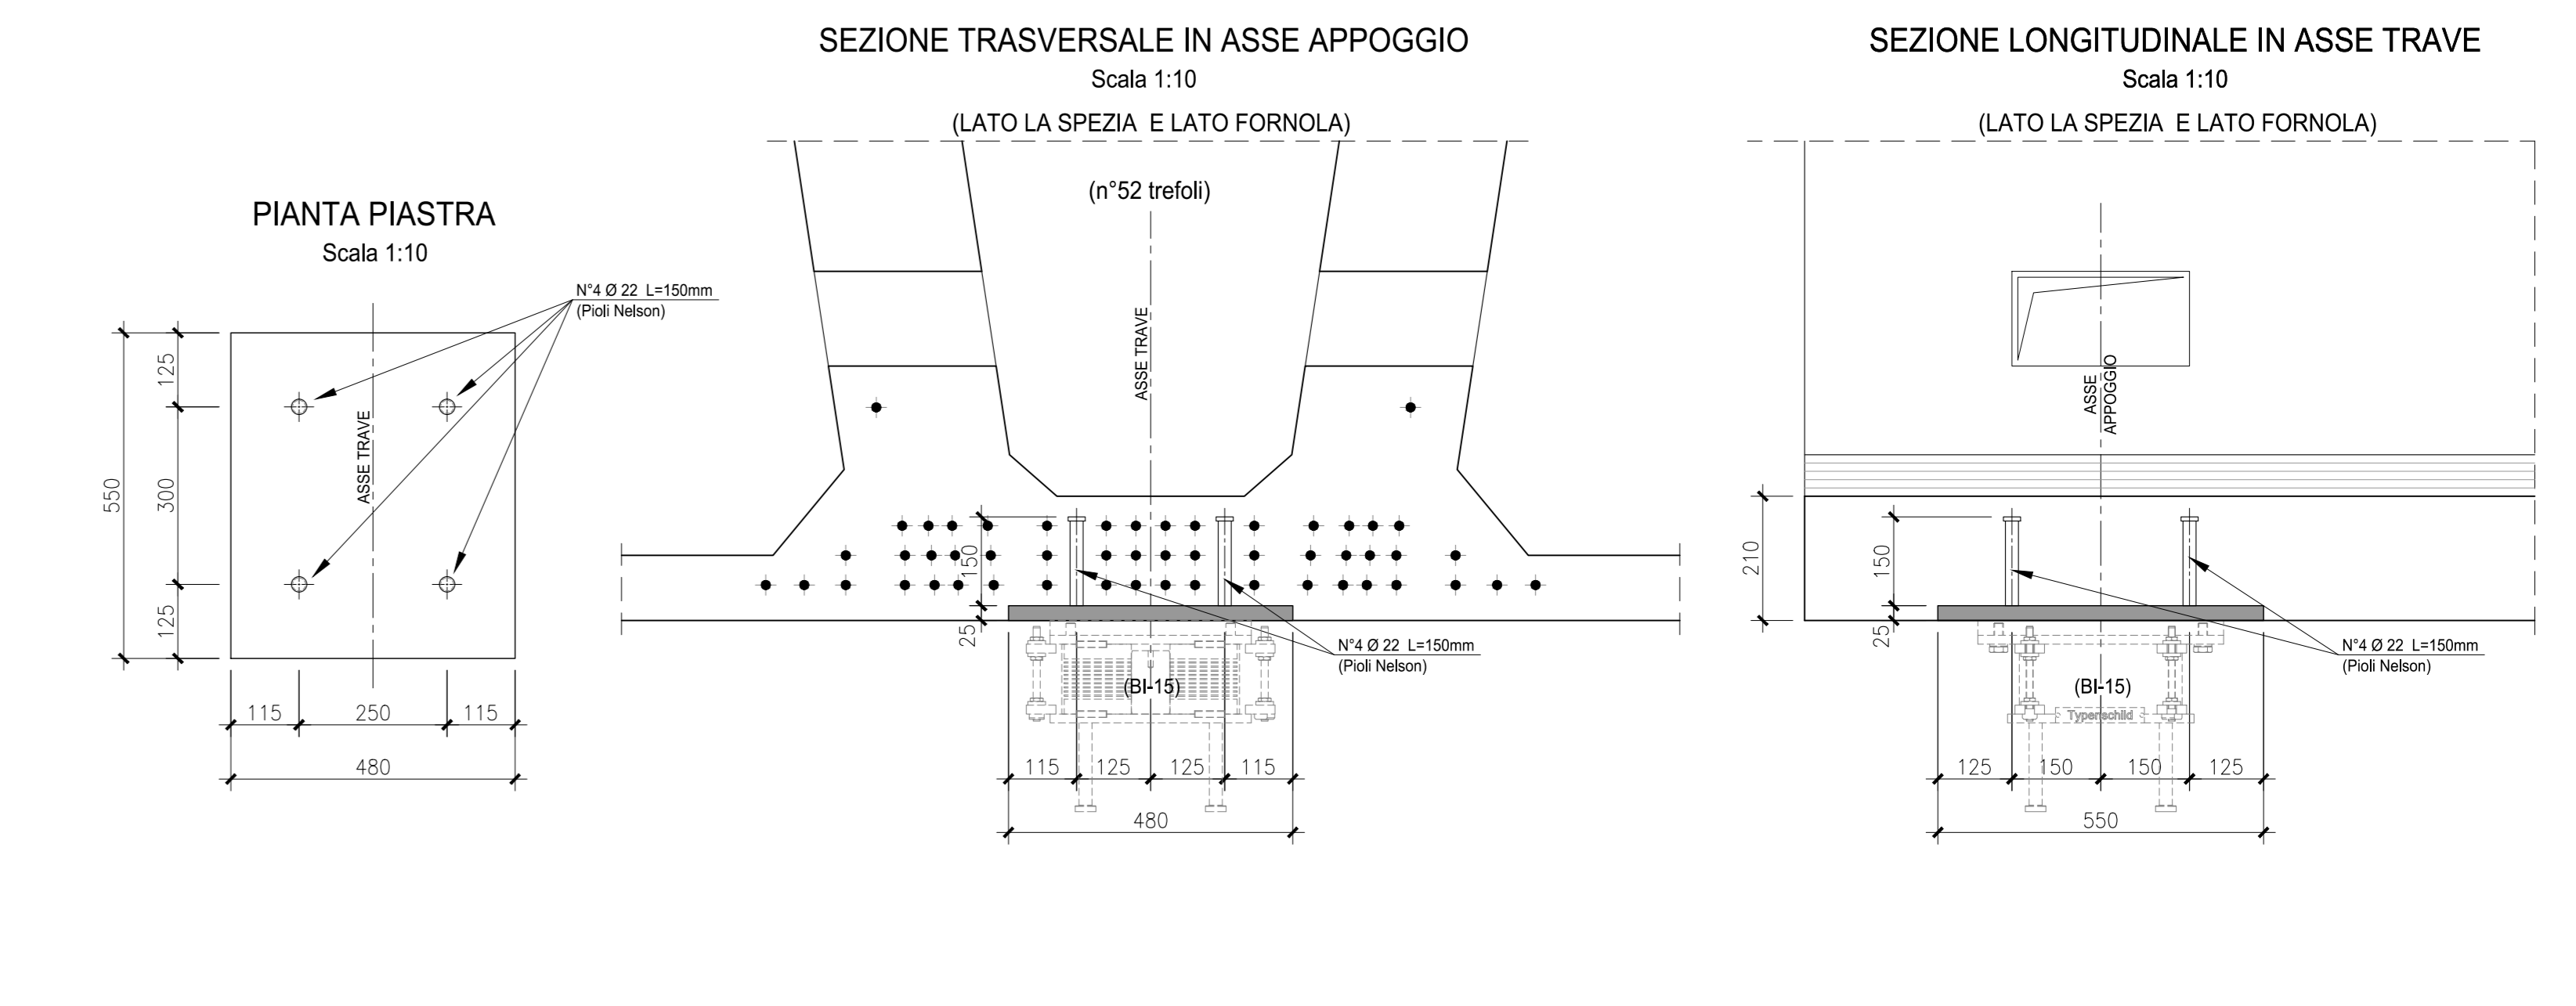 PIANTA PIASTRA
Scala 1:10
N°4 Ø 22 L=150mm
(Pioli Nelson)
ASSE TRAVE
125
300
125
550
115
250
115
480
SEZIONE TRASVERSALE IN ASSE APPOGGIO
Scala 1:10
(LATO LA SPEZIA E LATO FORNOLA)
(n°52 trefoli)
ASSE TRAVE
150
25
N°4 Ø 22 L=150mm
(Pioli Nelson)
(BI-15)
115
125
125
115
480
SEZIONE LONGITUDINALE IN ASSE TRAVE
Scala 1:10
(LATO LA SPEZIA E LATO FORNOLA)
ASSE
APPOGGIO
210
150
25
N°4 Ø 22 L=150mm
(Pioli Nelson)
(BI-15)
Typenschild
125
150
150
125
550